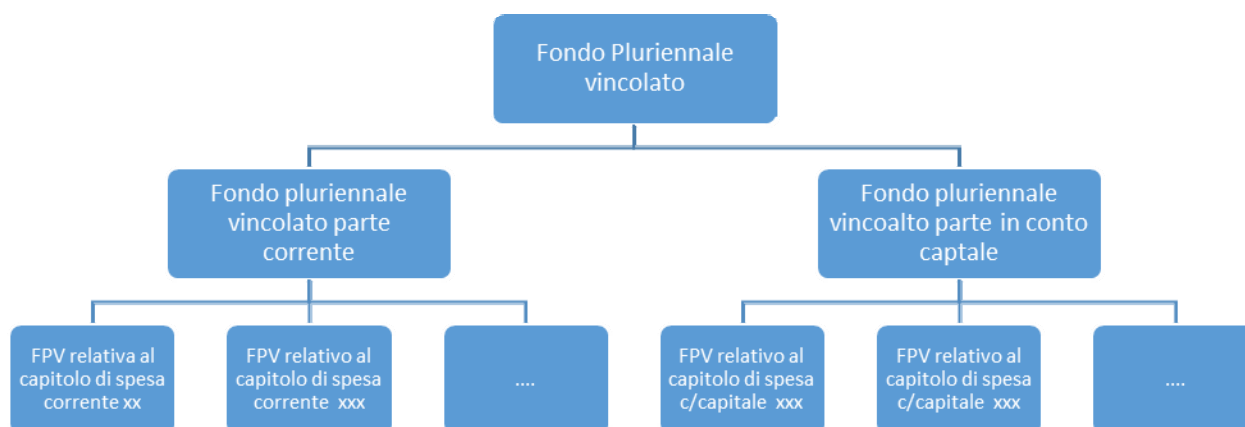 Fondo Pluriennale
vincolato
Fondo pluriennale
vincolato parte
corrente
Fondo pluriennale
vincoalto parte in conto
captale
FPV relativa al
capitolo di spesa
corrente xx
FPV relativo al
capitolo di spesa
corrente xxx
....
FPV relativo al
capitolo di spesa
c/capitale xxx
FPV relativo al
capitolo di spesa
c/capitale xxx
....